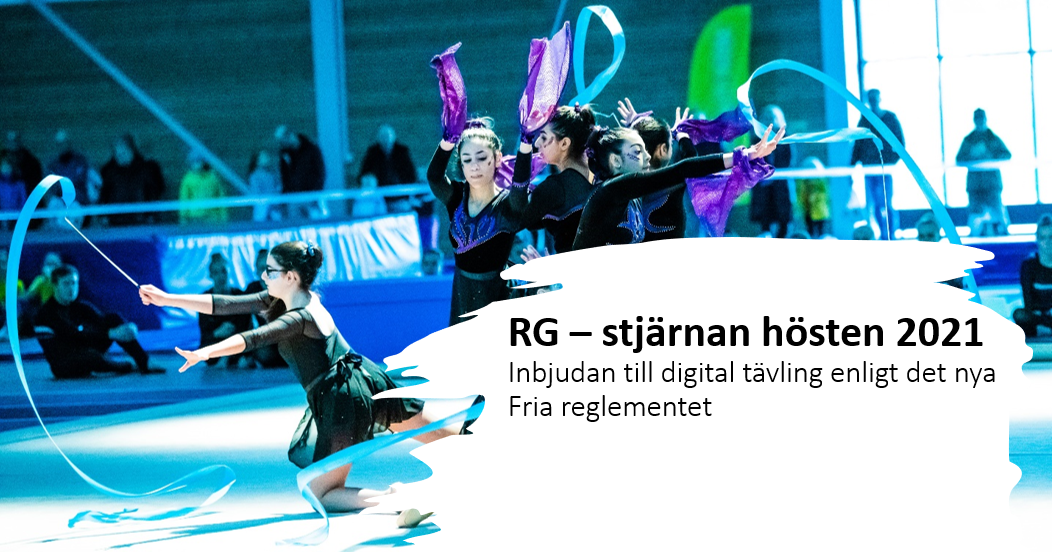 RG – stjärnan hösten 2021
Inbjudan till digital tävling enligt det nya
Fria reglementet